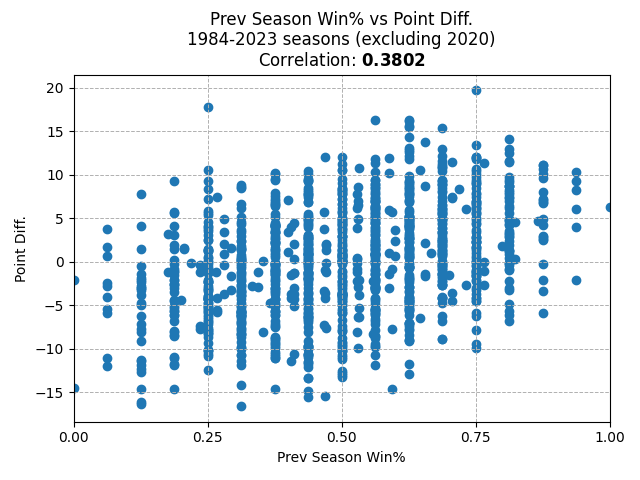 Prev Season Win% vs Point Diff.
1984-2023 seasons (excluding 2020)
Correlation: 0.3802
Point Diff.
20
15
10
5
0
−5
−10
−15
0.00
0.25
0.50
0.75
1.00
Prev Season Win%